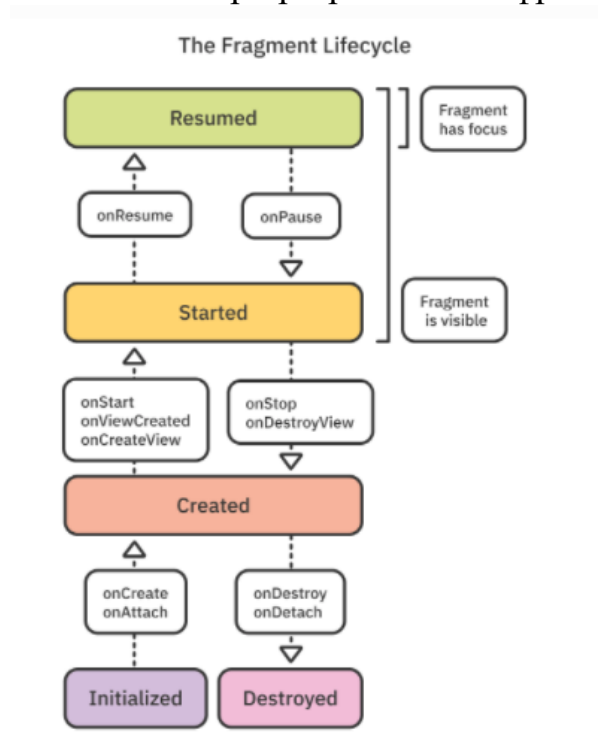 The Fragment Lifecycle
Resumed
Fragment
has focus
onResume
onPause
Started
Fragment
is visible
onStart
onViewCreated
onCreateView
onStop
onDestroyView
Created
onCreate
onAttach
onDestroy
onDetach
Initialized
Destroyed